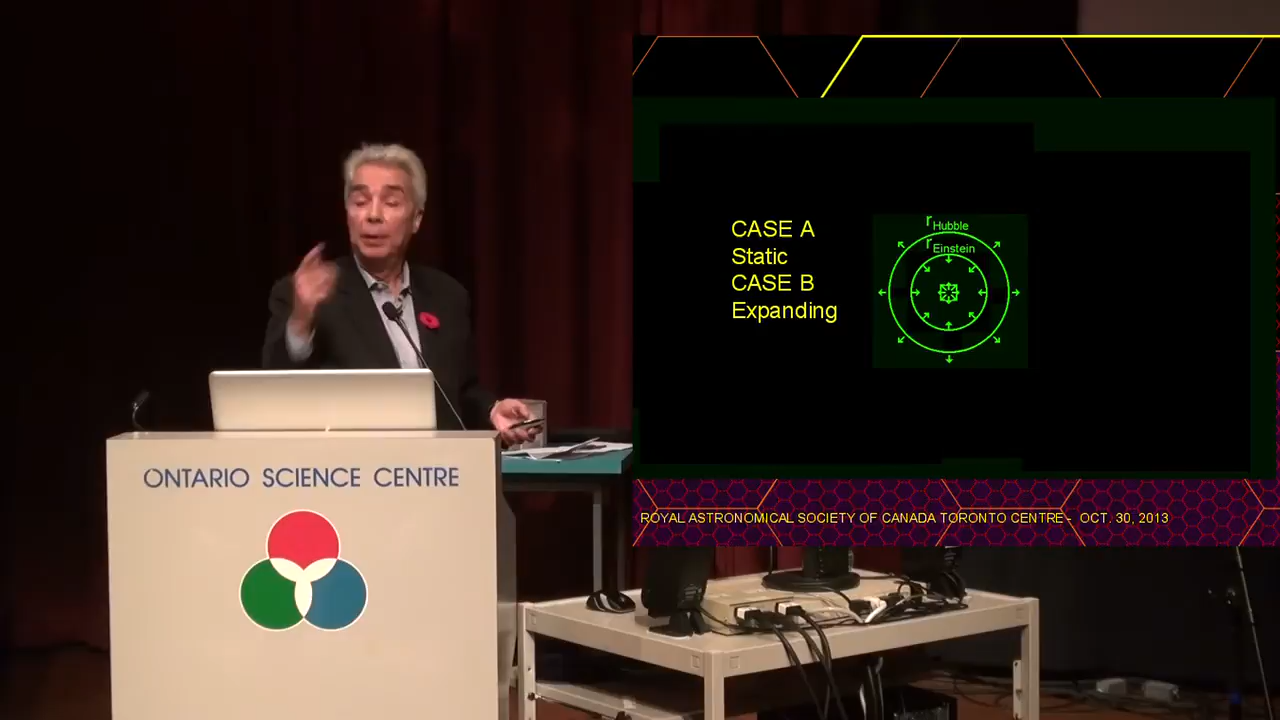 CASE A
Static
CASE B
Expanding
rHubble
rEinstein
ONTARIO SCIENCE CENTRE
ROYAL ASTRONOMICAL SOCIETY OF CANADA TORONTO CENTRE - OCT. 30, 2013